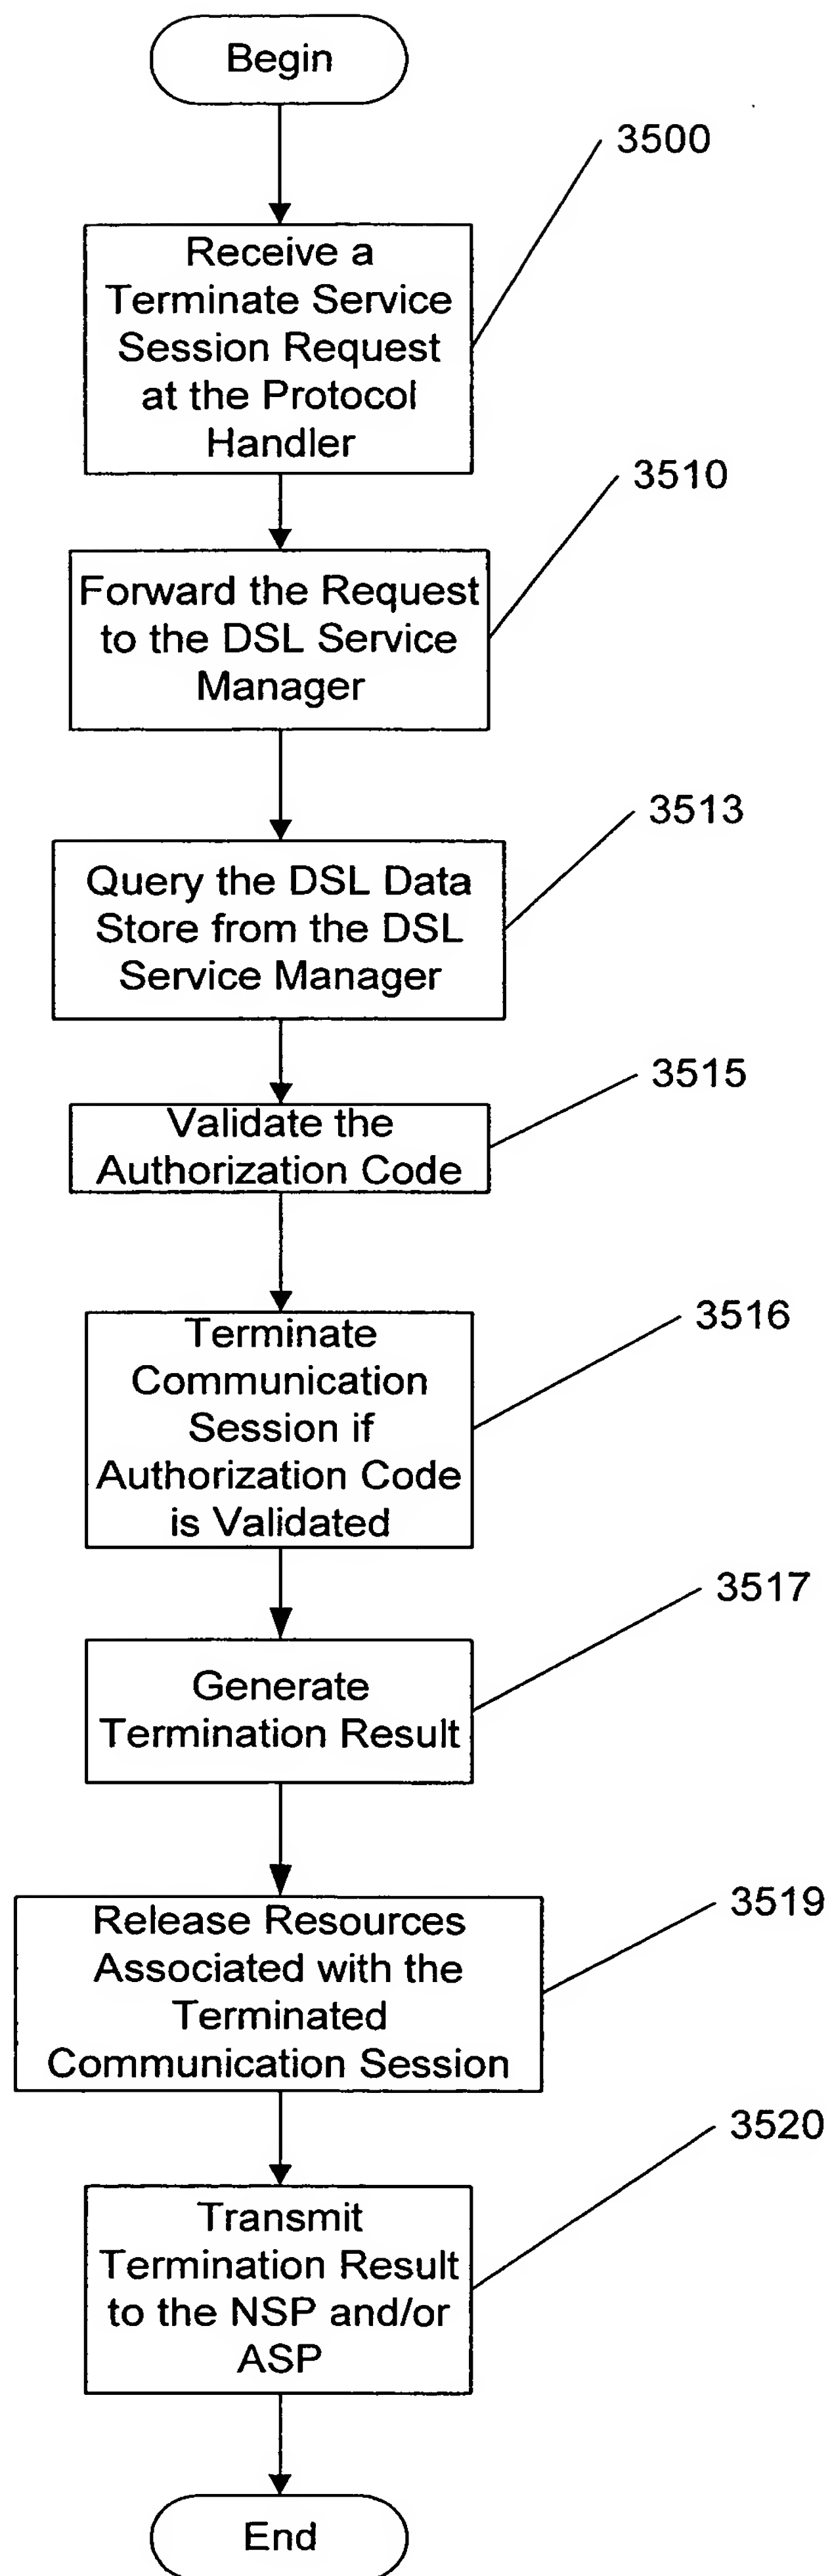 Begin
3500
Receive a
Terminate Service
Session Request
at the Protocol
Handler
3510
Forward the Request
to the DSL Service
Manager
3513
Query the DSL Data
Store from the DSL
Service Manager
3515
Validate the
Authorization Code
3516
Terminate
Communication
Session if
Authorization Code
is Validated
3517
Generate
Termination Result
3519
Release Resources
Associated with the
Terminated
Communication Session
3520
Transmit
Termination Result
to the NSP and/or
ASP
End